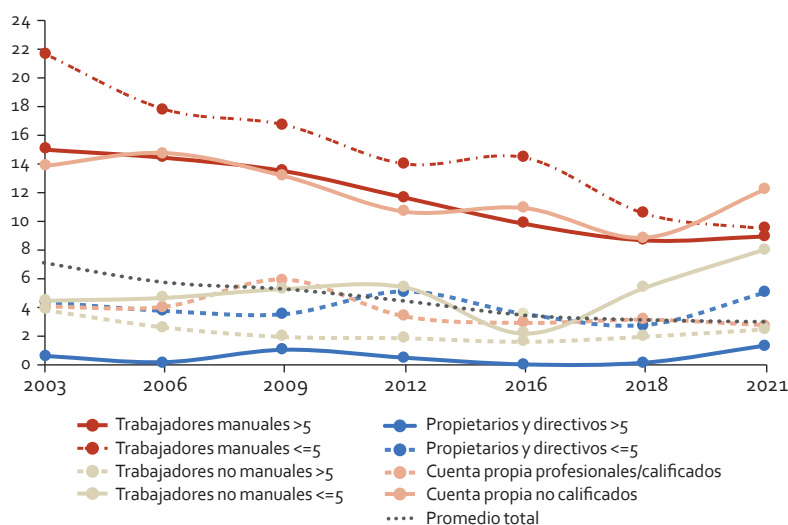 24
22
20
18
16
14
12
10
8
6
4
2
0
2003 2006 2009 2012 2016 2018 2021
Trabajadores manuales >5
Trabajadores manuales <=5
Trabajadores no manuales >5
Trabajadores no manuales <=5
Propietarios y directivos >5
Propietarios y directivos <=5
Cuenta propia profesionales/calificados
Cuenta propia no calificados
Promedio total